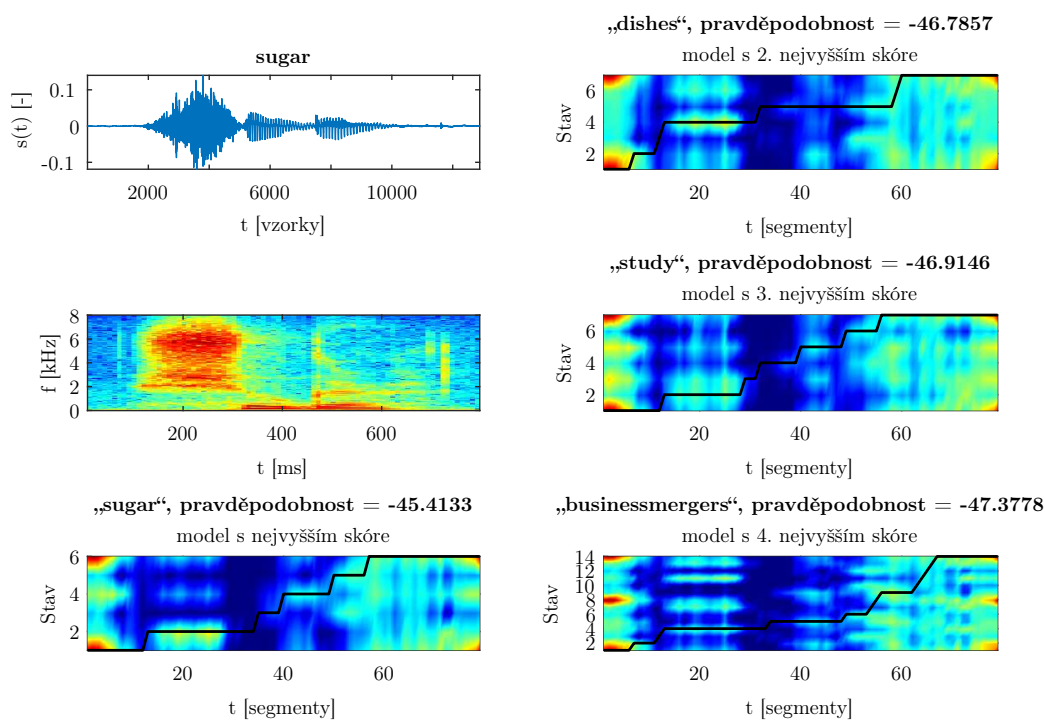 sugar
0.1
0
-0.1
s(t) [-]
2000 6000 10000
t [vzorky]
8
6
4
2
0
f [kHz]
200 400 600
t [ms]
„sugar“, pravděpodobnost = -45.4133
model s nejvyšším skóre
6
4
2
Stav
20 40 60
t [segmenty]
„dishes“, pravděpodobnost = -46.7857
model s 2. nejvyšším skóre
6
4
2
Stav
20 40 60
t [segmenty]
„study“, pravděpodobnost = -46.9146
model s 3. nejvyšším skóre
6
4
2
Stav
20 40 60
t [segmenty]
„businessmergers“, pravděpodobnost = -47.3778
model s 4. nejvyšším skóre
14
12
10
8
6
4
2
Stav
20 40 60
t [segmenty]